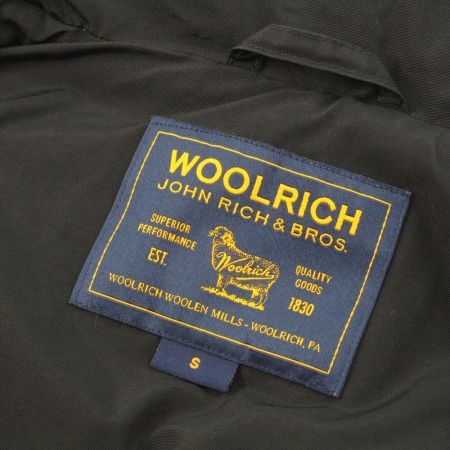 WOOLRICH
JOHN RICH & BROS.
SUPERIOR
PERFORMANCE
EST.
Woolrich
QUALITY
GOODS
1830
WOOLRICH WOOLEN MILLS - WOOLRICH, PA
S